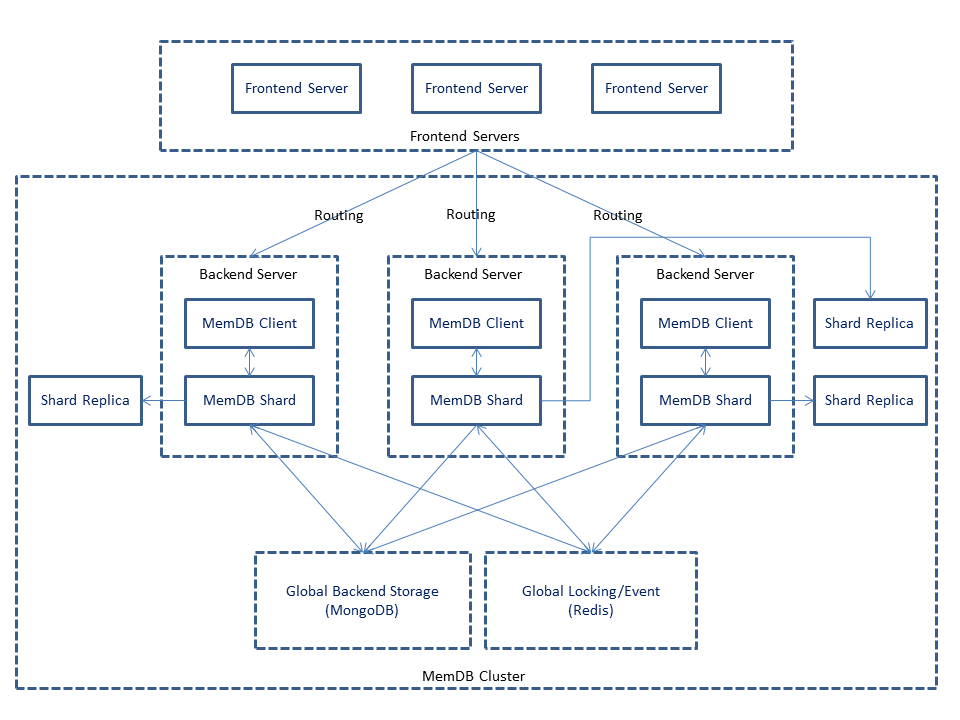 Frontend Server
Frontend Server
Frontend Server
Frontend Servers
Routing
Routing
Routing
Backend Server
Backend Server
Backend Server
MemDB Client
MemDB Client
MemDB Client
Shard Replica
Shard Replica
MemDB Shard
MemDB Shard
MemDB Shard
Shard Replica
Global Backend Storage
(MongoDB)
Global Locking/Event
(Redis)
MemDB Cluster